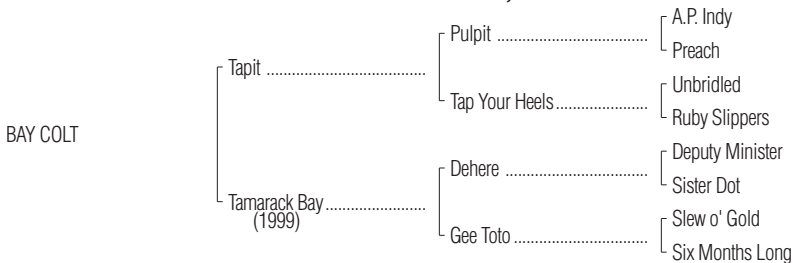 A.P. Indy
Pulpit ..........................................
Preach
Tapit ............................................
Unbridled
Tap Your Heels..........................
Ruby Slippers
BAY COLT
Deputy Minister
Dehere ........................................
Sister Dot
Tamarack Bay............................
(1999)
Slew o' Gold
Gee Toto.....................................
Six Months Long